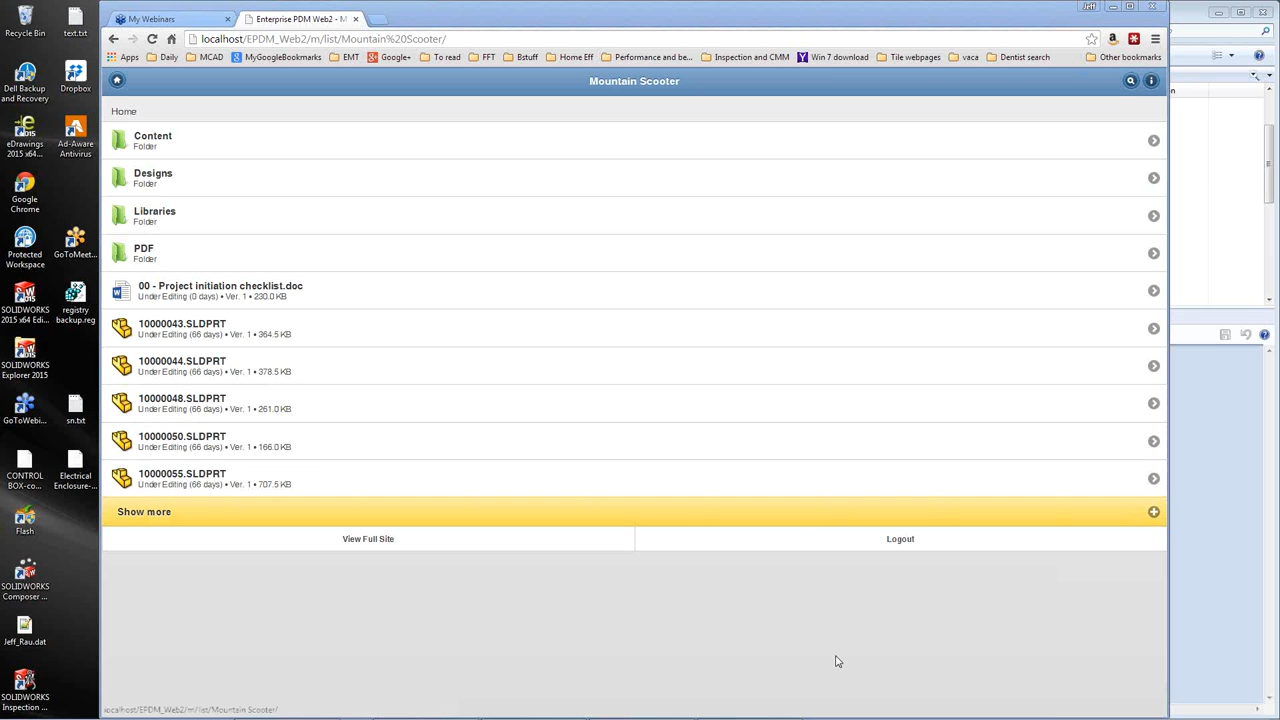 Jeff
My Webinars
Enterprise PDM Web2 - M
localhost/EPDM_Web2/m/list/Mountain%20Scooter/
Apps Daily MCAD MyGoogleBookmarks EMT Google+ To read FFT Bstuff Home Eff Performance and be... Inspection and CMM Win 7 download Tile webpages vaca Dentist search Other bookmarks
Mountain Scooter
Home
Content
Folder
Designs
Folder
Libraries
Folder
PDF
Folder
00 - Project initiation checklist.doc
Under Editing (0 days) • Ver. 1 • 230.0 KB
10000043.SLDPRT
Under Editing (66 days) • Ver. 1 • 364.5 KB
10000044.SLDPRT
Under Editing (66 days) • Ver. 1 • 378.5 KB
10000048.SLDPRT
Under Editing (66 days) • Ver. 1 • 261.0 KB
10000050.SLDPRT
Under Editing (66 days) • Ver. 1 • 166.0 KB
10000055.SLDPRT
Under Editing (66 days) • Ver. 1 • 707.5 KB
Show more
View Full Site Logout
localhost/EPDM_Web2/m/list/Mountain Scooter/
Recycle Bin
text.txt
Dell Backup
and Recovery
Dropbox
eDrawings
2015 x64...
Ad-Aware
Antivirus
Google
Chrome
Protected
Workspace
GoToMeet...
SOLIDWORKS
2015 x64 Edi...
registry
backup.reg
SOLIDWORKS
Explorer 2015
GoToWebi...
sn.txt
CONTROL
BOX-co...
Electrical
Enclosure-...
Flash
SOLIDWORKS
Composer ...
Jeff_Rau.dat
SOLIDWORKS
Inspection ...